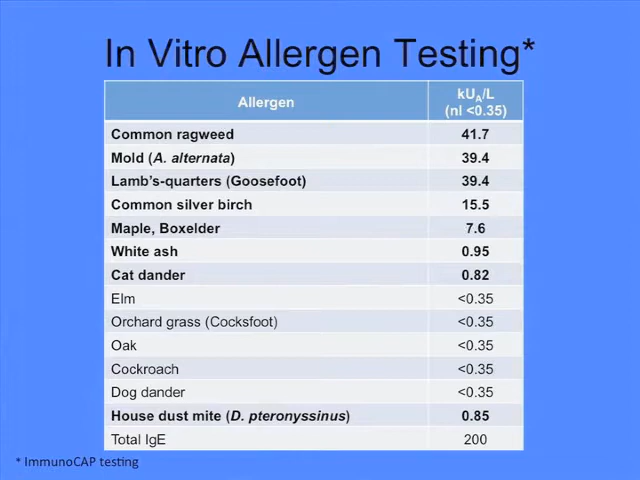 In Vitro Allergen Testing*
Allergen kUA/L
(nl <0.35)
Common ragweed 41.7
Mold (A. alternata) 39.4
Lamb's-quarters (Goosefoot) 39.4
Common silver birch 15.5
Maple, Boxelder 7.6
White ash 0.95
Cat dander 0.82
Elm <0.35
Orchard grass (Cocksfoot) <0.35
Oak <0.35
Cockroach <0.35
Dog dander <0.35
House dust mite (D. pteronyssinus) 0.85
Total IgE 200
* ImmunoCAP testing